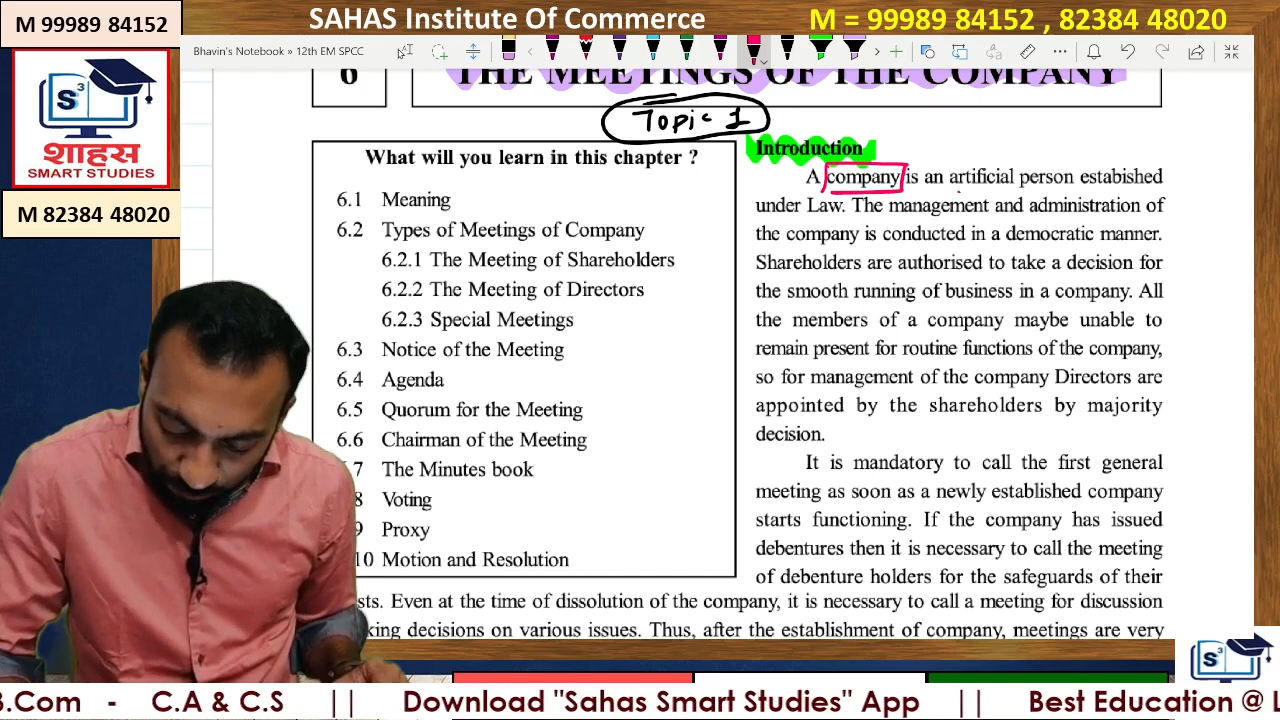 M 99989 84152
SAHAS Institute Of Commerce
M = 99989 84152 , 82384 48020
Bhavin's Notebook » 12th EM SPCC
S3
शाहस
SMART STUDIES
M 82384 48020
6
THE MEETINGS OF THE COMPANY
Topic 1
What will you learn in this chapter ?
6.1 Meaning
6.2 Types of Meetings of Company
6.2.1 The Meeting of Shareholders
6.2.2 The Meeting of Directors
6.2.3 Special Meetings
6.3 Notice of the Meeting
6.4 Agenda
6.5 Quorum for the Meeting
6.6 Chairman of the Meeting
.7 The Minutes book
8 Voting
9 Proxy
10 Motion and Resolution
Introduction
A company is an artificial person estabished
under Law. The management and administration of
the company is conducted in a democratic manner.
Shareholders are authorised to take a decision for
the smooth running of business in a company. All
the members of a company maybe unable to
remain present for routine functions of the company,
so for management of the company Directors are
appointed by the shareholders by majority
decision.
It is mandatory to call the first general
meeting as soon as a newly established company
starts functioning. If the company has issued
debentures then it is necessary to call the meeting
of debenture holders for the safeguards of their
sts. Even at the time of dissolution of the company, it is necessary to call a meeting for discussion
king decisions on various issues. Thus, after the establishment of company, meetings are very
S3
B.Com - C.A & C.S || Download "Sahas Smart Studies" App || Best Education @ L